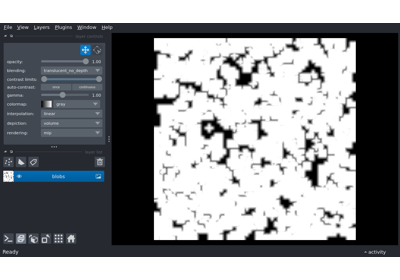 File View Layers Plugins Window Help
opacity: 1.00
blending: translucent_no_depth
contrast limits:
auto-contrast: once continuous
gamma: 1.00
colormap: gray
interpolation: linear
depiction: volume
rendering: mip
blobs
Ready
activity